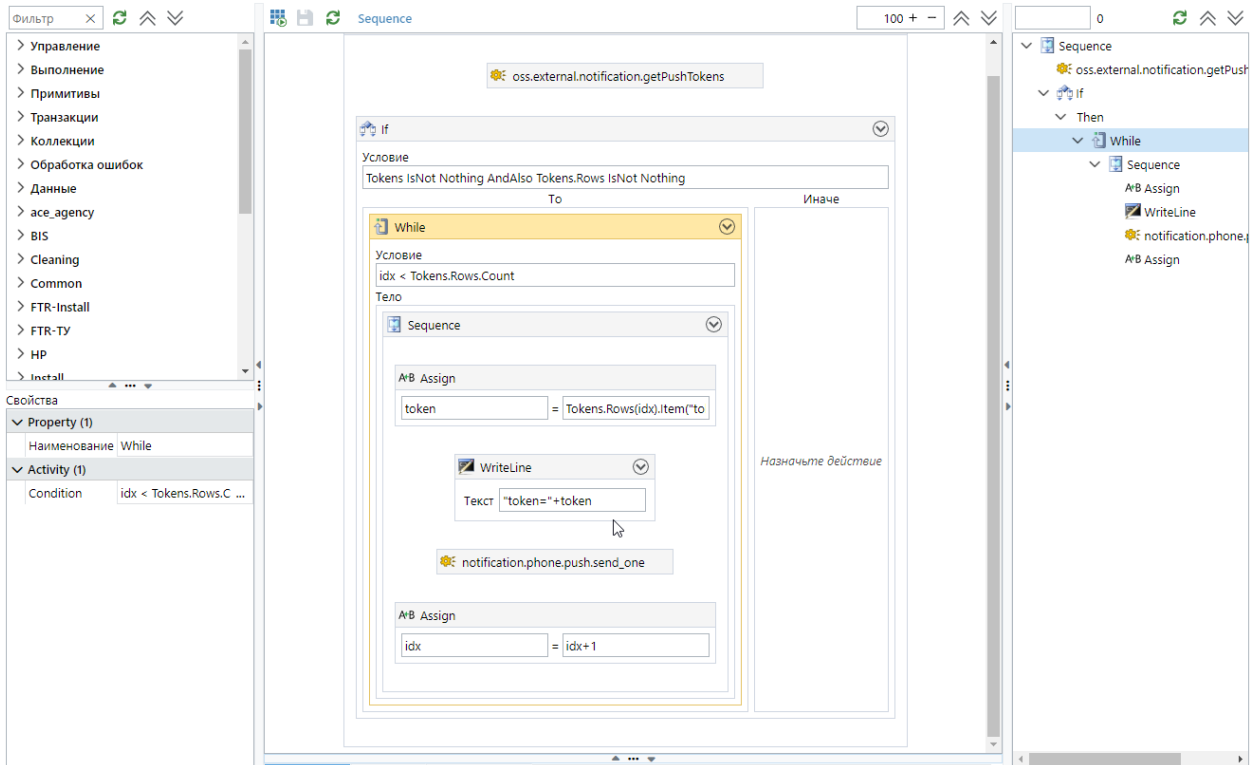 Фильтр
Управление
Выполнение
Примитивы
Транзакции
Коллекции
Обработка ошибок
Данные
ace_agency
BIS
Cleaning
Common
FTR-Install
FTR-ТУ
HP
Install
Свойства
Property (1)
Наименование While
Activity (1)
Condition idx < Tokens.Rows.C ...
Sequence
100 + −
oss.external.notification.getPushTokens
If
Условие
Tokens IsNot Nothing AndAlso Tokens.Rows IsNot Nothing
То Иначе
While
Условие
idx < Tokens.Rows.Count
Тело
Sequence
A+B Assign
token = Tokens.Rows(idx).Item("to
WriteLine
Текст "token="+token
notification.phone.push.send_one
A+B Assign
idx = idx+1
Назначьте действие
0
Sequence
oss.external.notification.getPush
If
Then
While
Sequence
A+B Assign
WriteLine
notification.phone.p
A+B Assign